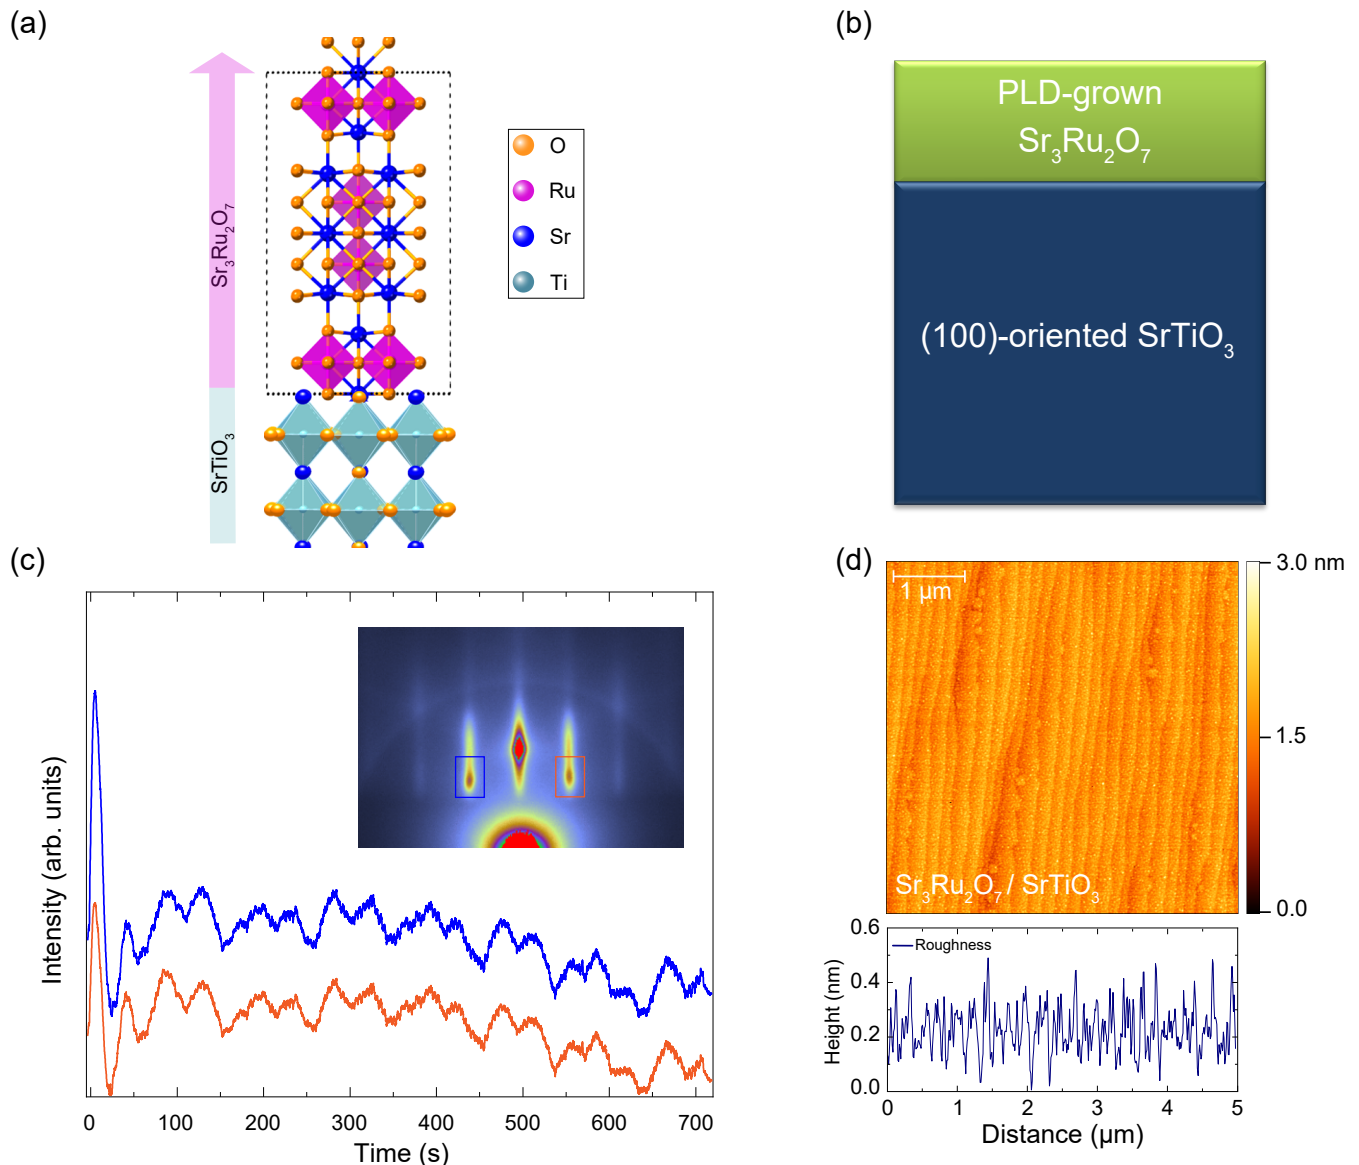 (a)
Sr₃Ru₂O₇
SrTiO₃
O
Ru
Sr
Ti
(b)
PLD-grown
Sr₃Ru₂O₇
(100)-oriented SrTiO₃
(c)
Intensity (arb. units)
0 100 200 300 400 500 600 700
Time (s)
(d)
1 µm
Sr₃Ru₂O₇ / SrTiO₃
3.0 nm
1.5
0.0
Roughness
Height (nm)
0.6
0.4
0.2
0.0
0 1 2 3 4 5
Distance (µm)